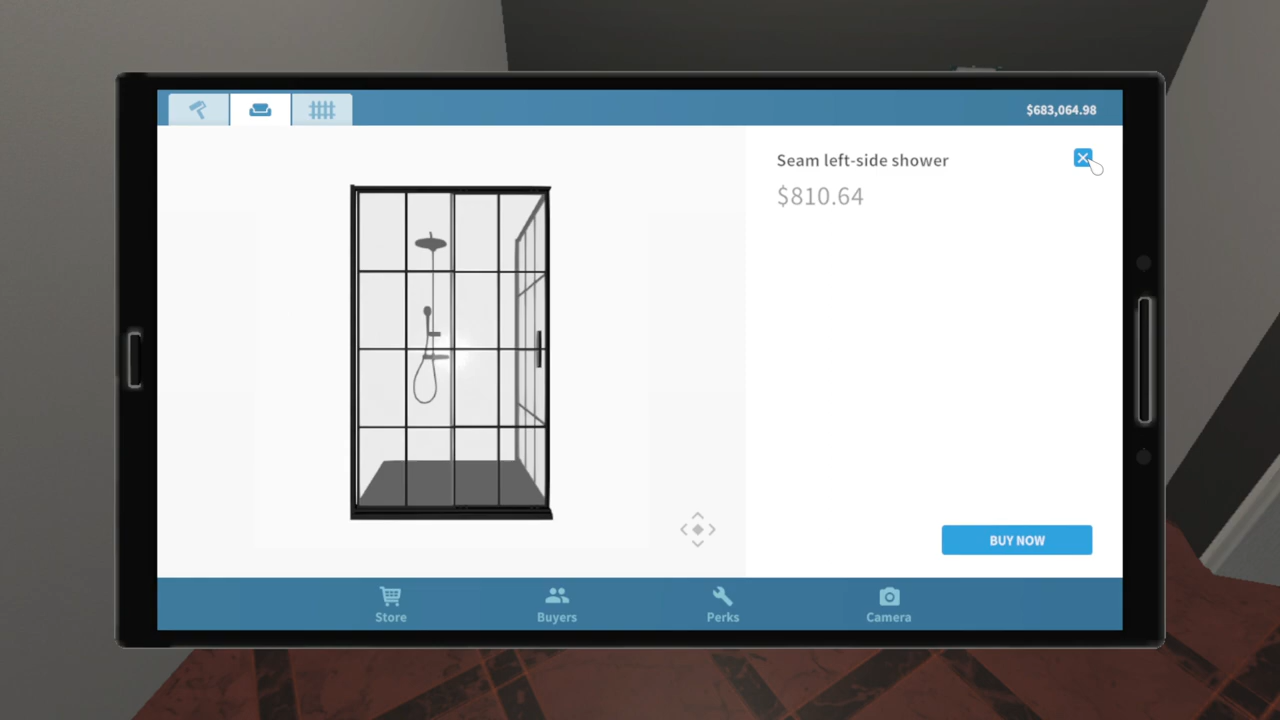 $683,064.98
Seam left-side shower
$810.64
BUY NOW
Store
Buyers
Perks
Camera